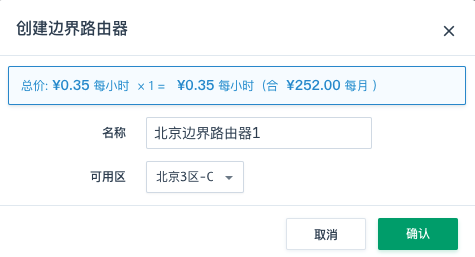 创建边界路由器
总价: ¥0.35 每小时 x 1 = ¥0.35 每小时（合 ¥252.00 每月 ）
名称 北京边界路由器1
可用区 北京3区-C
取消 确认